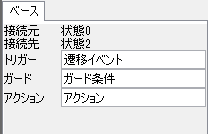 ベース
接続元 状態0
接続先 状態2
トリガー 遷移イベント
ガード ガード条件
アクション アクション